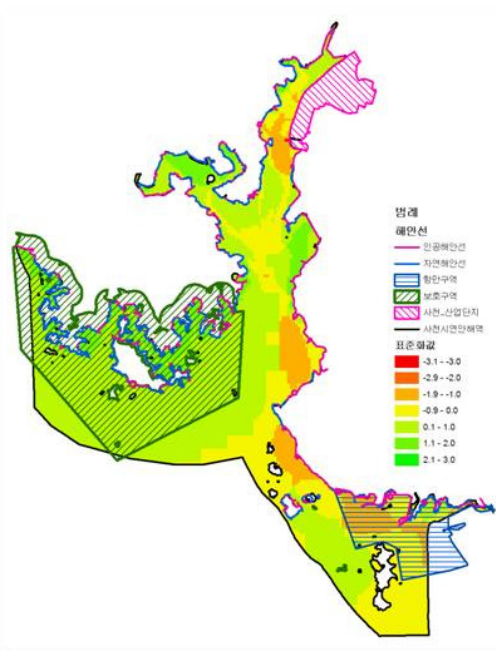 범례
해안선
인공해안선
자연해안선
항만구역
보호구역
사천_산업단지
사천시연안해역
표준화값
-3.1 - -3.0
-2.9 - -2.0
-1.9 - -1.0
-0.9 - 0.0
0.1 - 1.0
1.1 - 2.0
2.1 - 3.0